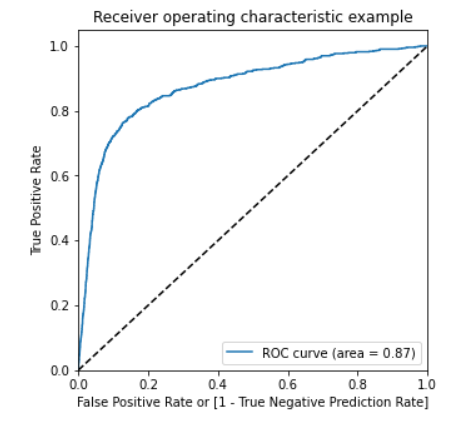 Receiver operating characteristic example
1.0
0.8
0.6
0.4
0.2
0.0
True Positive Rate
ROC curve (area = 0.87)
0.0 0.2 0.4 0.6 0.8 1.0
False Positive Rate or [1 - True Negative Prediction Rate]